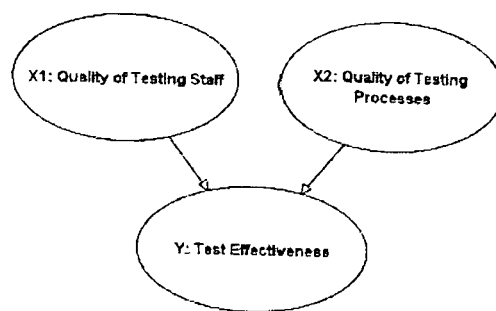 X1: Quality of Testing Staff
X2: Quality of Testing
Processes
Y: Test Effectiveness